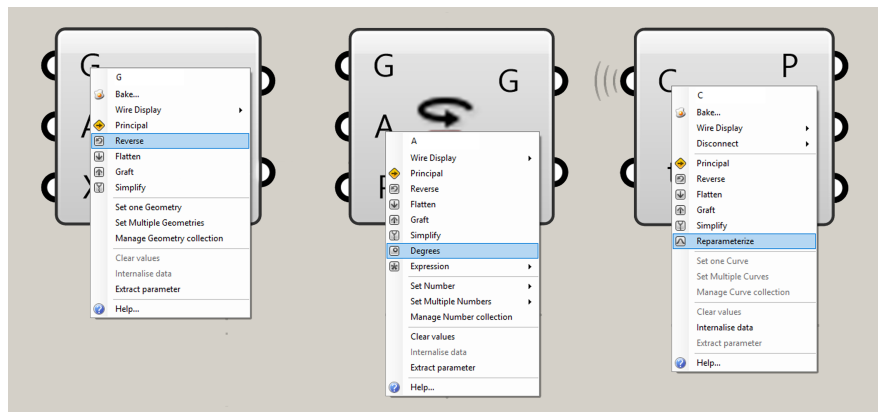 G
A
X
G
Bake...
Wire Display
Principal
Reverse
Flatten
Graft
Simplify
Set one Geometry
Set Multiple Geometries
Manage Geometry collection
Clear values
Internalise data
Extract parameter
Help...
G
G
A
P
A
Wire Display
Principal
Reverse
Flatten
Graft
Simplify
Degrees
Expression
Set Number
Set Multiple Numbers
Manage Number collection
Clear values
Internalise data
Extract parameter
Help...
C
P
t
C
Bake...
Wire Display
Disconnect
Principal
Reverse
Flatten
Graft
Simplify
Reparameterize
Set one Curve
Set Multiple Curves
Manage Curve collection
Clear values
Internalise data
Extract parameter
Help...